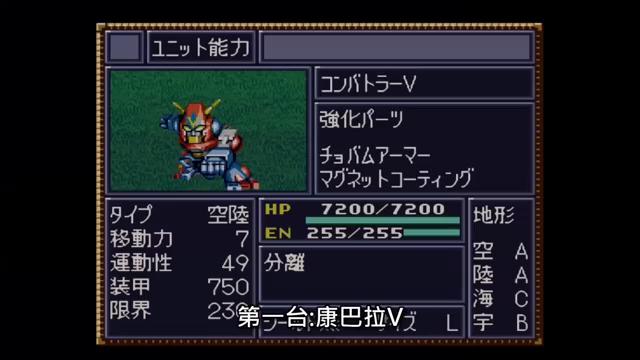 ユニット能力
コンバトラーV
強化パーツ
チョバムアーマー
マグネットコーティング
タイプ 空陸
移動力 7
運動性 49
装甲 750
限界 230
HP 7200/7200
EN 255/255
分離
L
地形
空 A
陸 A
海 C
宇 B
第一台:康巴拉V